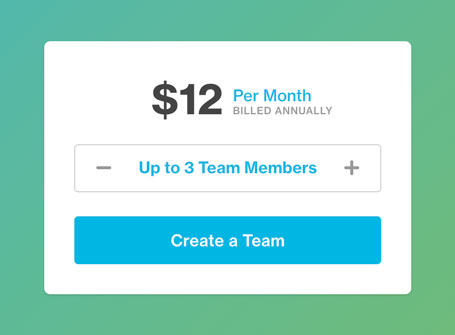 $12 Per Month
BILLED ANNUALLY
− Up to 3 Team Members +
Create a Team